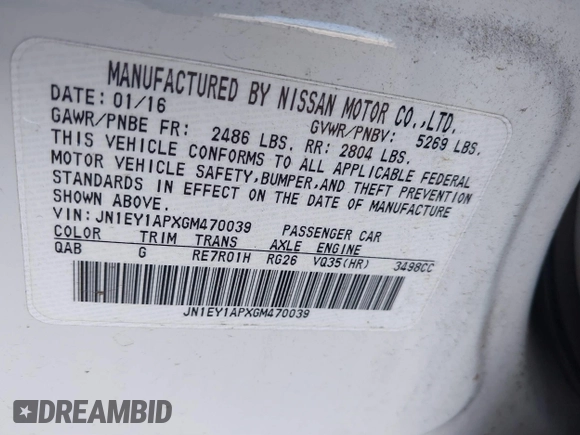 MANUFACTURED BY NISSAN MOTOR CO.,LTD.
DATE: 01/16 GVWR/PNBV: 5269 LBS.
GAWR/PNBE FR: 2486 LBS. RR: 2804 LBS.
THIS VEHICLE CONFORMS TO ALL APPLICABLE FEDERAL
MOTOR VEHICLE SAFETY,BUMPER,AND THEFT PREVENTION
STANDARDS IN EFFECT ON THE DATE OF MANUFACTURE
SHOWN ABOVE.
VIN: JN1EY1APXGM470039 PASSENGER CAR
COLOR TRIM TRANS AXLE ENGINE
QAB G RE7R01H RG26 VQ35(HR) 3498CC
JN1EY1APXGM470039
DREAMBID